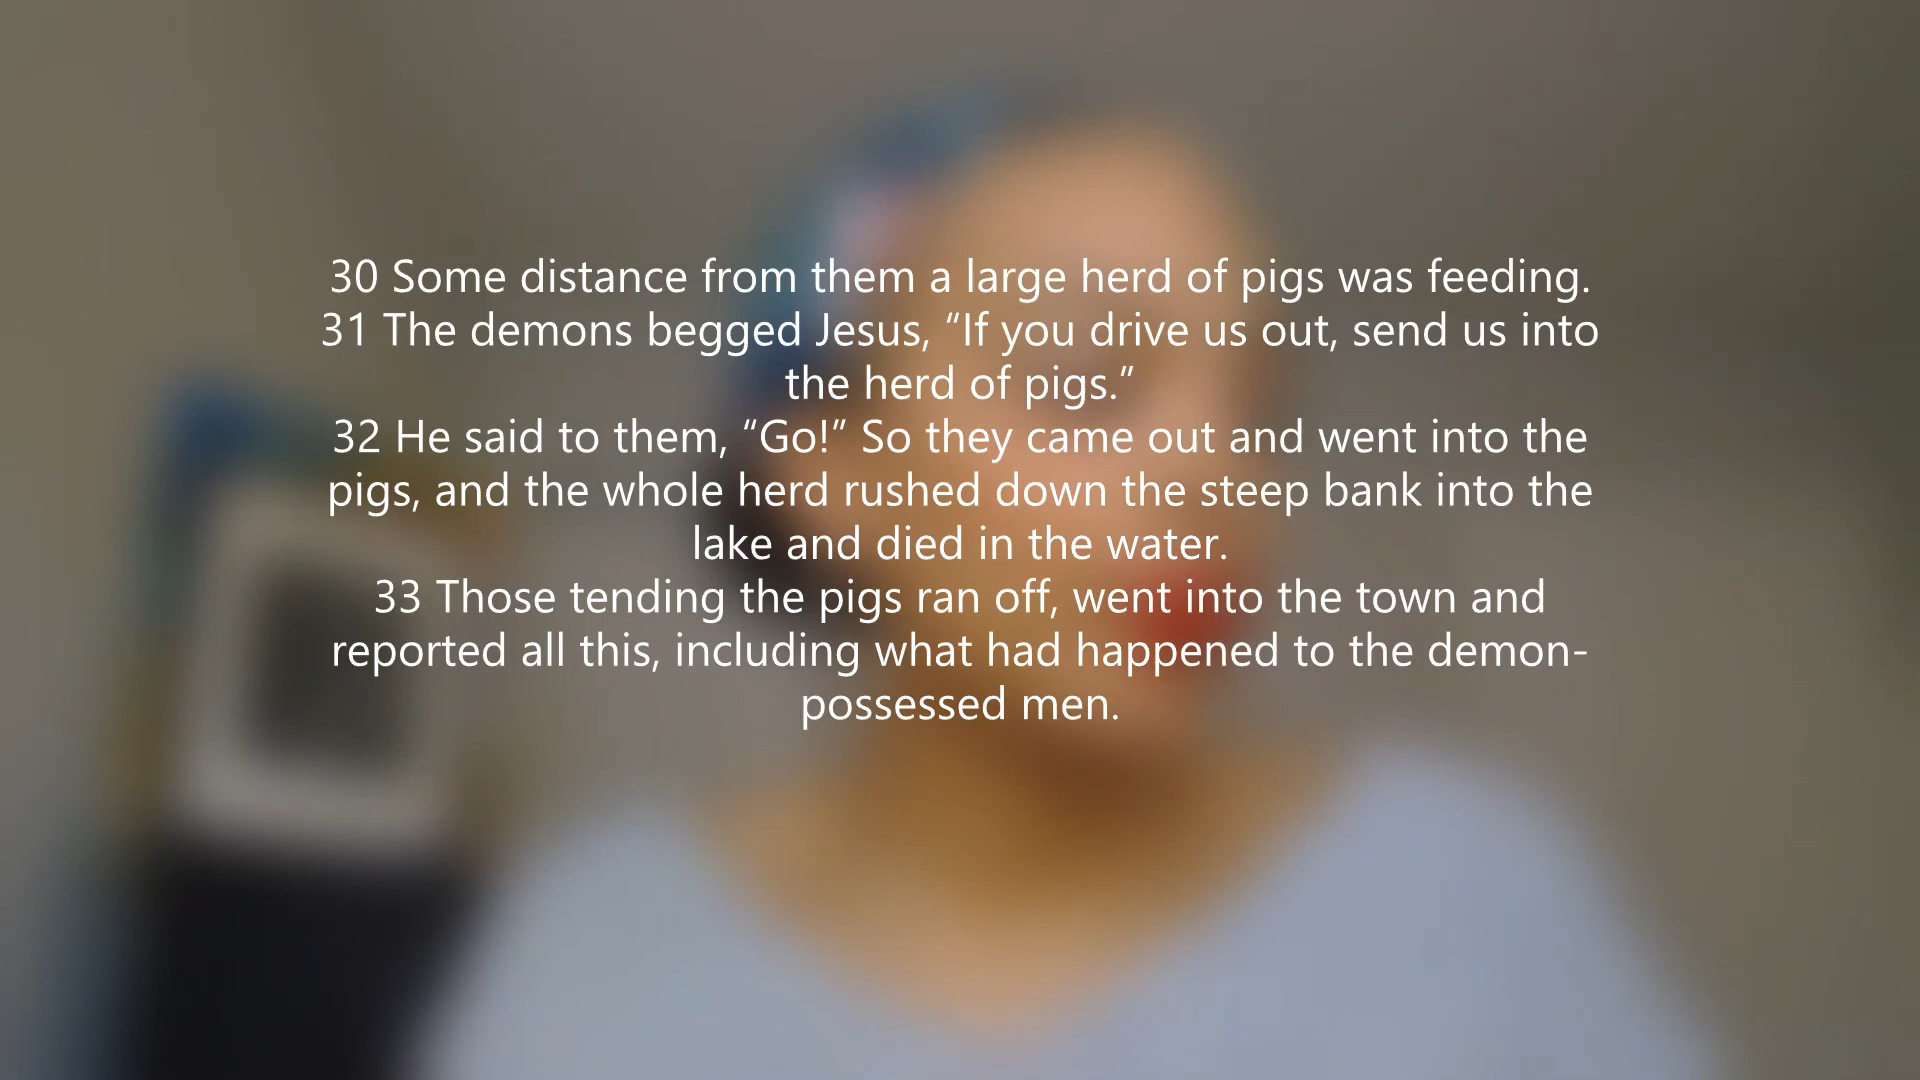 30 Some distance from them a large herd of pigs was feeding.
31 The demons begged Jesus, “If you drive us out, send us into
the herd of pigs.”
32 He said to them, “Go!” So they came out and went into the
pigs, and the whole herd rushed down the steep bank into the
lake and died in the water.
33 Those tending the pigs ran off, went into the town and
reported all this, including what had happened to the demon-
possessed men.